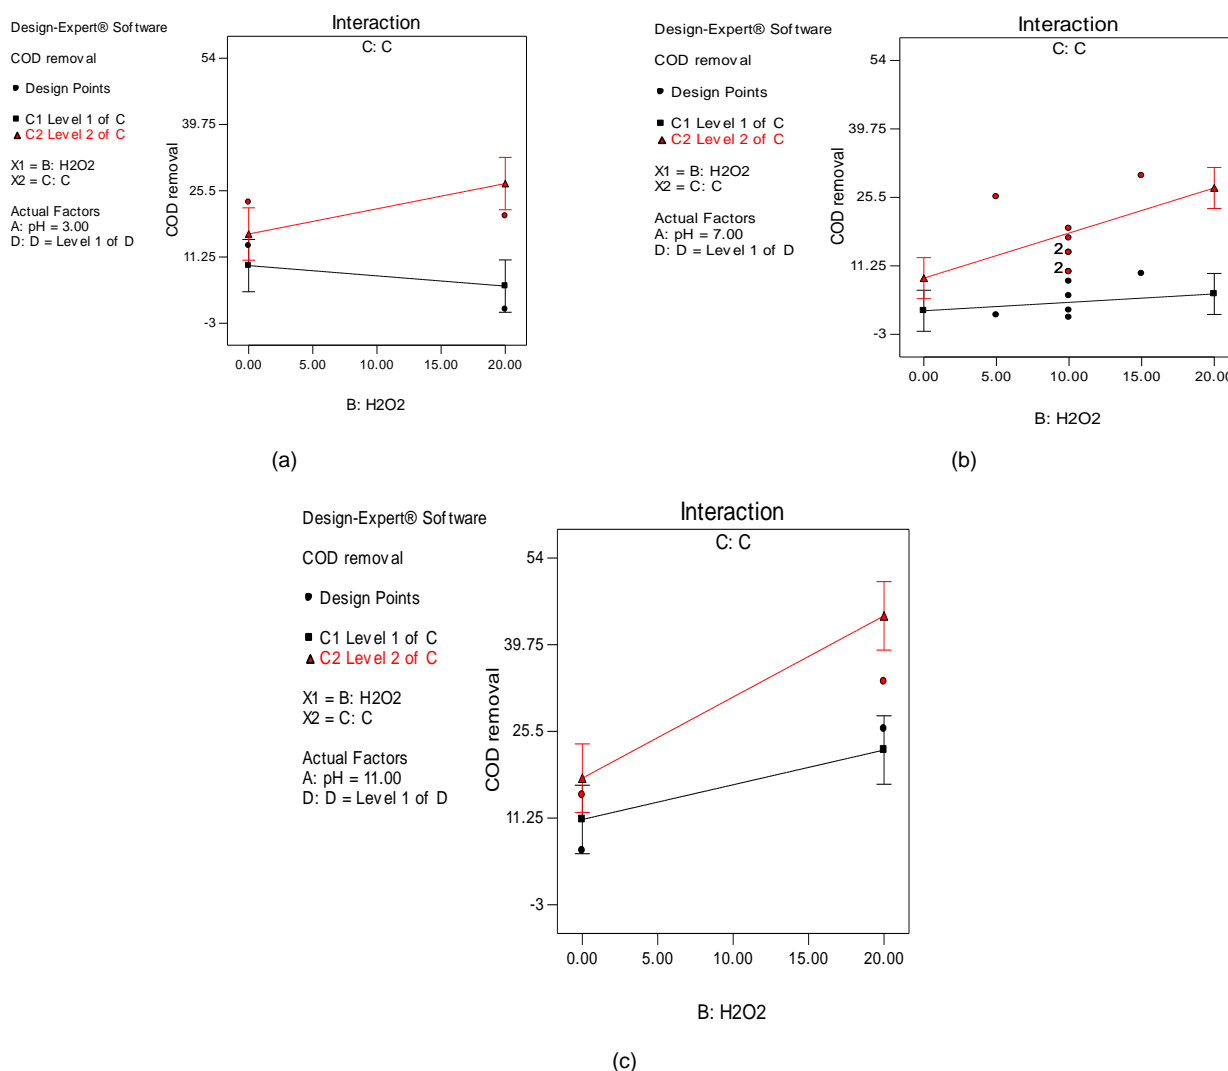 Design-Expert® Software
COD removal
Design Points
C1 Level 1 of C
C2 Level 2 of C
X1 = B: H2O2
X2 = C: C
Actual Factors
A: pH = 3.00
D: D = Level 1 of D
Interaction
C: C
54
39.75
25.5
11.25
-3
COD removal
0.00 5.00 10.00 15.00 20.00
B: H2O2
(a)
Design-Expert® Software
COD removal
Design Points
C1 Level 1 of C
C2 Level 2 of C
X1 = B: H2O2
X2 = C: C
Actual Factors
A: pH = 7.00
D: D = Level 1 of D
Interaction
C: C
54
39.75
25.5
11.25
-3
COD removal
2
2
0.00 5.00 10.00 15.00 20.00
B: H2O2
(b)
Design-Expert® Software
COD removal
Design Points
C1 Level 1 of C
C2 Level 2 of C
X1 = B: H2O2
X2 = C: C
Actual Factors
A: pH = 11.00
D: D = Level 1 of D
Interaction
C: C
54
39.75
25.5
11.25
-3
COD removal
0.00 5.00 10.00 15.00 20.00
B: H2O2
(c)